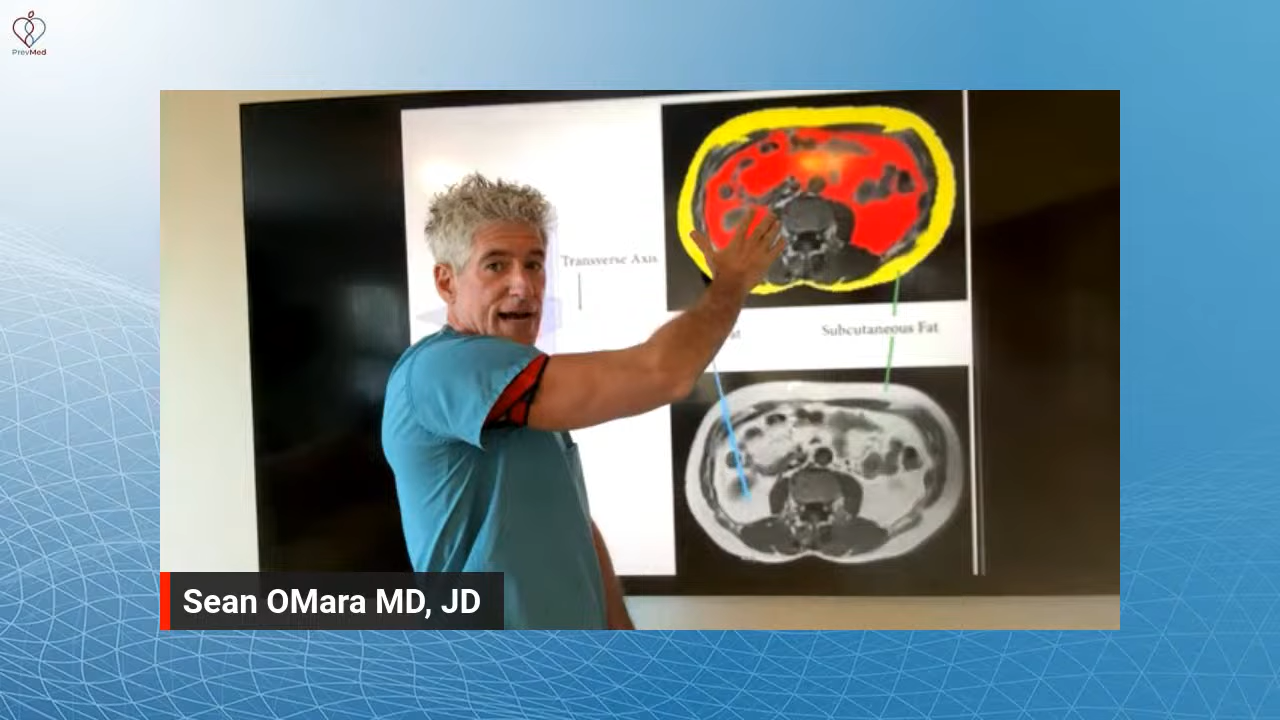 PrevMed
Transverse Axis
Subcutaneous Fat
Sean OMara MD, JD